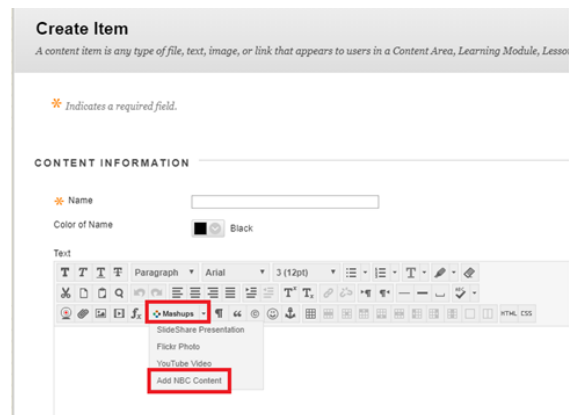 Create Item
A content item is any type of file, text, image, or link that appears to users in a Content Area, Learning Module, Lesso
* Indicates a required field.
CONTENT INFORMATION
* Name
Color of Name
Black
Text
T T T T Paragraph Arial 3 (12pt) T
T T
fx Mashups ¶ “ © HTML CSS
SlideShare Presentation
Flickr Photo
YouTube Video
Add NBC Content